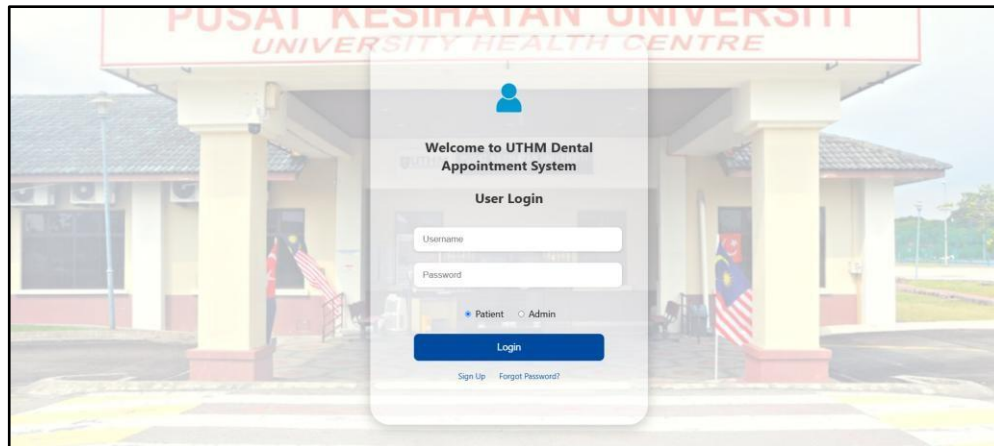 PUSAT KESIHATAN UNIVERSITI
UNIVERSITY HEALTH CENTRE
Welcome to UTHM Dental
Appointment System
User Login
Username
Password
Patient Admin
Login
Sign Up Forgot Password?